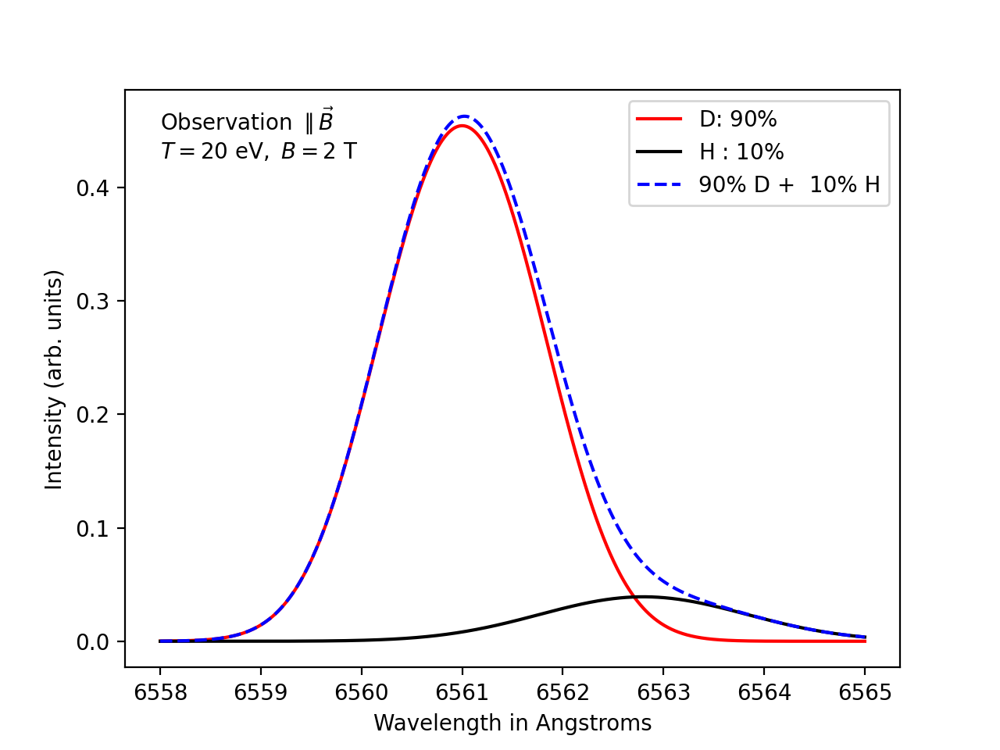 Observation ∥ B⃗
T = 20 eV, B = 2 T
D: 90%
H : 10%
90% D + 10% H
0.4
0.3
0.2
0.1
0.0
Intensity (arb. units)
6558 6559 6560 6561 6562 6563 6564 6565
Wavelength in Angstroms